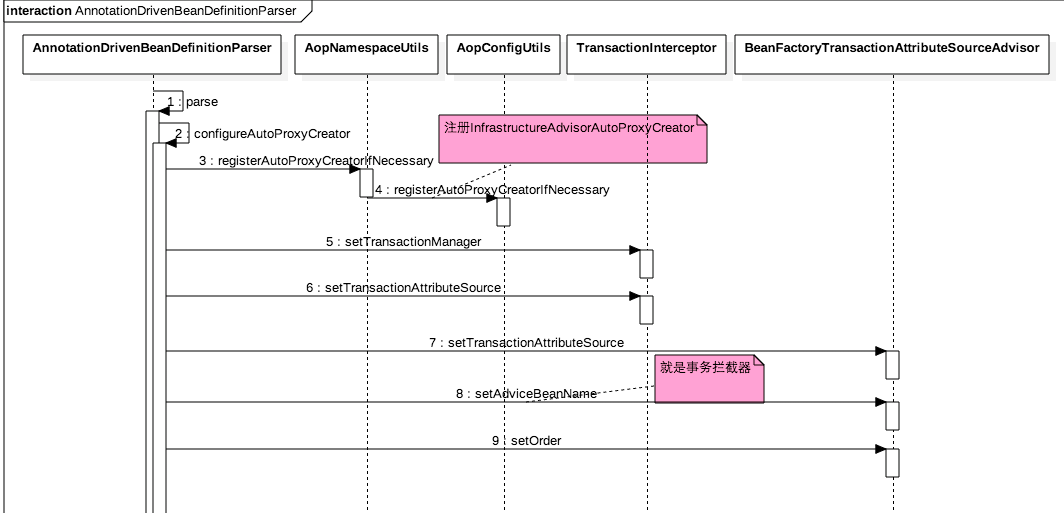 interaction AnnotationDrivenBeanDefinitionParser
AnnotationDrivenBeanDefinitionParser
AopNamespaceUtils
AopConfigUtils
TransactionInterceptor
BeanFactoryTransactionAttributeSourceAdvisor
1 : parse
2 : configureAutoProxyCreator
注册InfrastructureAdvisorAutoProxyCreator
3 : registerAutoProxyCreatorIfNecessary
4 : registerAutoProxyCreatorIfNecessary
5 : setTransactionManager
6 : setTransactionAttributeSource
7 : setTransactionAttributeSource
就是事务拦截器
8 : setAdviceBeanName
9 : setOrder